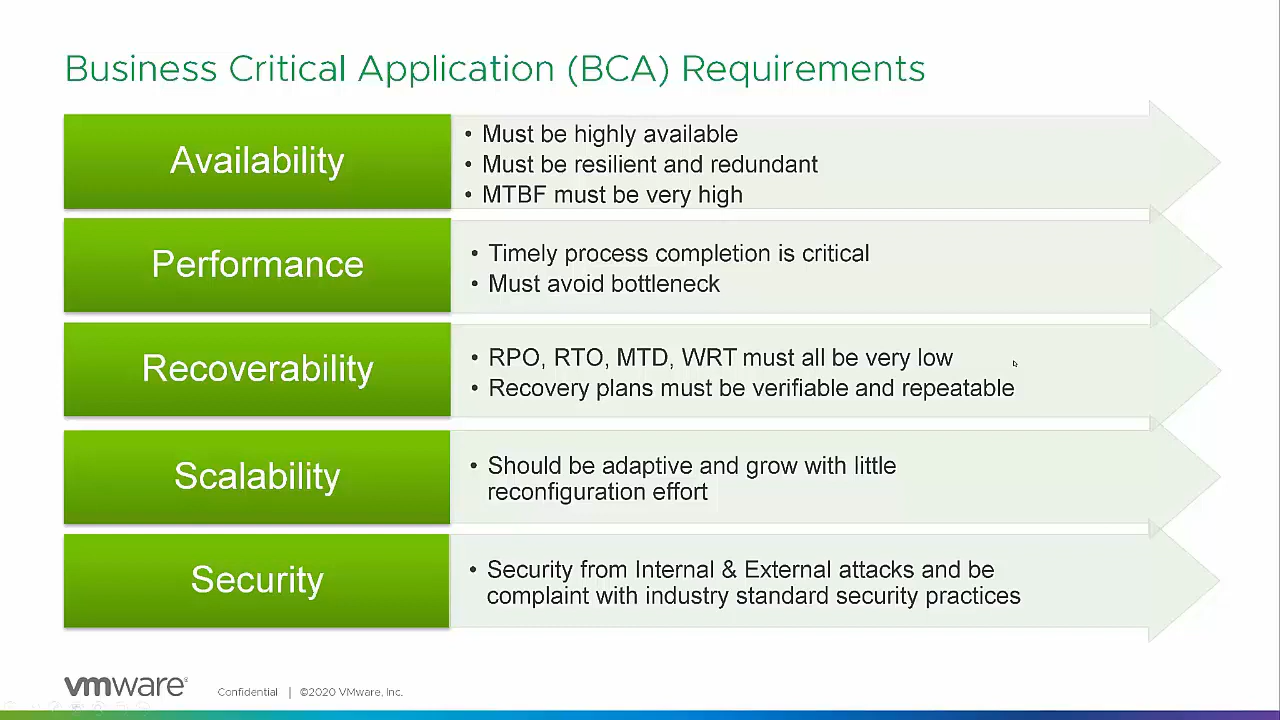 Business Critical Application (BCA) Requirements
Availability
• Must be highly available
• Must be resilient and redundant
• MTBF must be very high
Performance
• Timely process completion is critical
• Must avoid bottleneck
Recoverability
• RPO, RTO, MTD, WRT must all be very low
• Recovery plans must be verifiable and repeatable
Scalability
• Should be adaptive and grow with little
reconfiguration effort
Security
• Security from Internal & External attacks and be
complaint with industry standard security practices
vmware®
Confidential | ©2020 VMware, Inc.